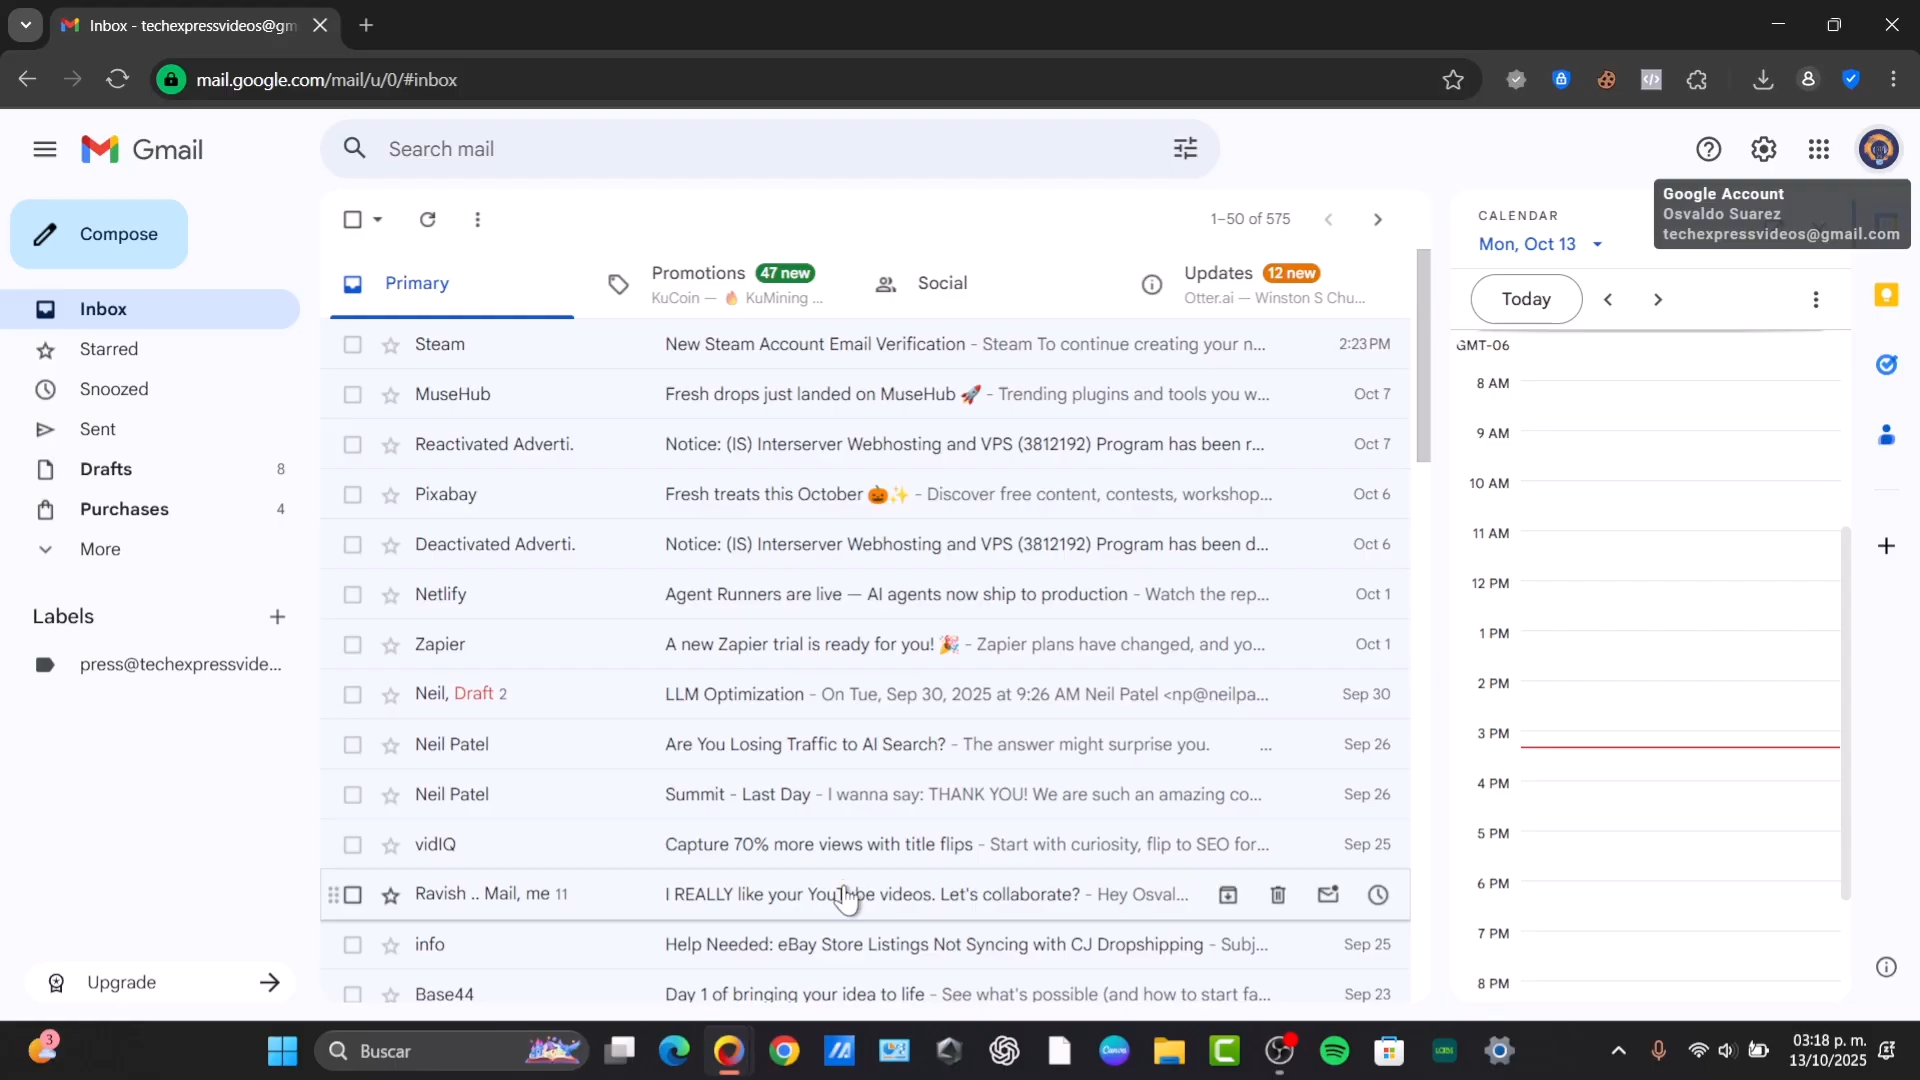 Inbox - techexpressvideos@gm
mail.google.com/mail/u/0/#inbox
Gmail
Search mail
Google Account
Osvaldo Suarez
techexpressvideos@gmail.com
Compose
1–50 of 575
CALENDAR
Mon, Oct 13
Primary
Promotions 47 new
KuCoin — 🔥 KuMining ...
Social
Updates 12 new
Otter.ai — Winston S Chu...
Today
Inbox
Starred
Snoozed
Sent
Drafts 8
Purchases 4
More
Labels
press@techexpressvide...
Upgrade
Steam New Steam Account Email Verification - Steam To continue creating your n... 2:23 PM
MuseHub Fresh drops just landed on MuseHub 🚀 - Trending plugins and tools you w... Oct 7
Reactivated Adverti. Notice: (IS) Interserver Webhosting and VPS (3812192) Program has been r... Oct 7
Pixabay Fresh treats this October 🎃✨ - Discover free content, contests, workshop... Oct 6
Deactivated Adverti. Notice: (IS) Interserver Webhosting and VPS (3812192) Program has been d... Oct 6
Netlify Agent Runners are live — AI agents now ship to production - Watch the rep... Oct 1
Zapier A new Zapier trial is ready for you! 🎉 - Zapier plans have changed, and yo... Oct 1
Neil, Draft 2 LLM Optimization - On Tue, Sep 30, 2025 at 9:26 AM Neil Patel <np@neilpa... Sep 30
Neil Patel Are You Losing Traffic to AI Search? - The answer might surprise you. ... Sep 26
Neil Patel Summit - Last Day - I wanna say: THANK YOU! We are such an amazing co... Sep 26
vidIQ Capture 70% more views with title flips - Start with curiosity, flip to SEO for... Sep 25
Ravish .. Mail, me 11 I REALLY like your YouTube videos. Let's collaborate? - Hey Osval...
info Help Needed: eBay Store Listings Not Syncing with CJ Dropshipping - Subj... Sep 25
Base44 Day 1 of bringing your idea to life - See what's possible (and how to start fa... Sep 23
GMT-06
8 AM
9 AM
10 AM
11 AM
12 PM
1 PM
2 PM
3 PM
4 PM
5 PM
6 PM
7 PM
8 PM
3
Buscar
Canva
LABS
03:18 p. m.
13/10/2025